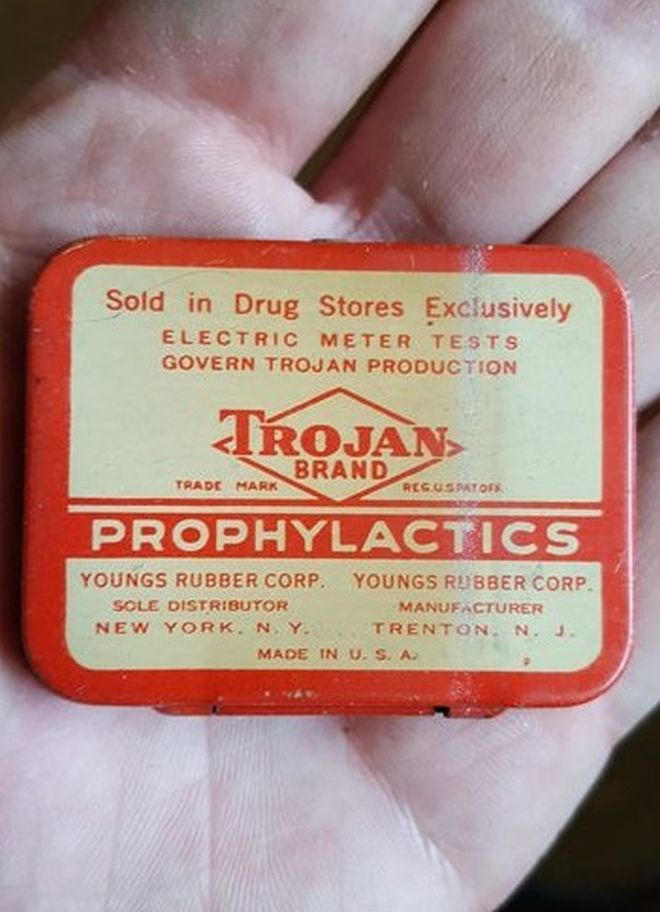 Sold in Drug Stores Exclusively
ELECTRIC METER TESTS
GOVERN TROJAN PRODUCTION
TROJAN
BRAND
TRADE MARK REG.U.S.PAT.OFF.
PROPHYLACTICS
YOUNGS RUBBER CORP. YOUNGS RUBBER CORP.
SOLE DISTRIBUTOR MANUFACTURER
NEW YORK, N. Y. TRENTON, N. J.
MADE IN U. S. A.